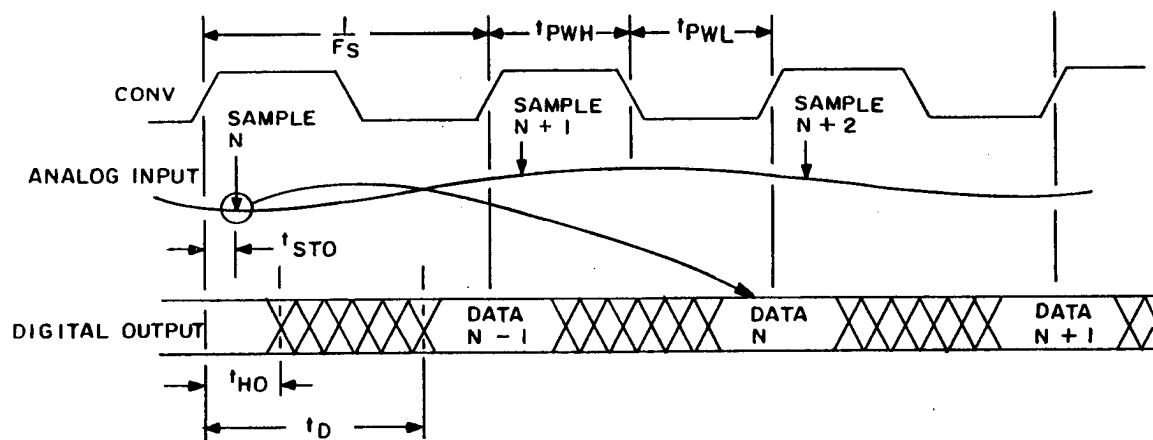 1
FS
tPWH
tPWL
CONV
SAMPLE
N
SAMPLE
N + 1
SAMPLE
N + 2
ANALOG INPUT
tSTO
DIGITAL OUTPUT
DATA
N - 1
DATA
N
DATA
N + 1
tHO
tD